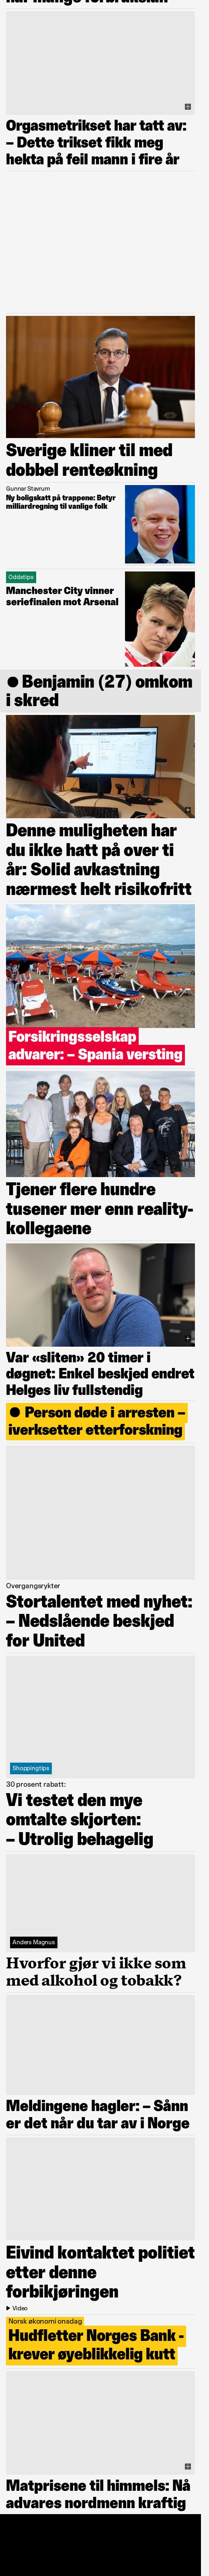 Orgasmetrikset har tatt av:
– Dette trikset fikk meg
hekta på feil mann i fire år
Sverige kliner til med
dobbel renteøkning
Gunnar Stavrum
Ny boligskatt på trappene: Betyr
milliardregning til vanlige folk
Oddstips
Manchester City vinner
seriefinalen mot Arsenal
● Benjamin (27) omkom
i skred
Denne muligheten har
du ikke hatt på over ti
år: Solid avkastning
nærmest helt risikofritt
Forsikringsselskap
advarer: – Spania versting
Tjener flere hundre
tusener mer enn reality-
kollegaene
Var «sliten» 20 timer i
døgnet: Enkel beskjed endret
Helges liv fullstendig
● Person døde i arresten –
iverksetter etterforskning
Overgangsrykter
Stortalentet med nyhet:
– Nedslående beskjed
for United
Shoppingtips
30 prosent rabatt:
Vi testet den mye
omtalte skjorten:
– Utrolig behagelig
Anders Magnus
Hvorfor gjør vi ikke som
med alkohol og tobakk?
Meldingene hagler: – Sånn
er det når du tar av i Norge
Eivind kontaktet politiet
etter denne
forbikjøringen
Video
Norsk økonomi onsdag
Hudfletter Norges Bank -
krever øyeblikkelig kutt
Matprisene til himmels: Nå
advares nordmenn kraftig